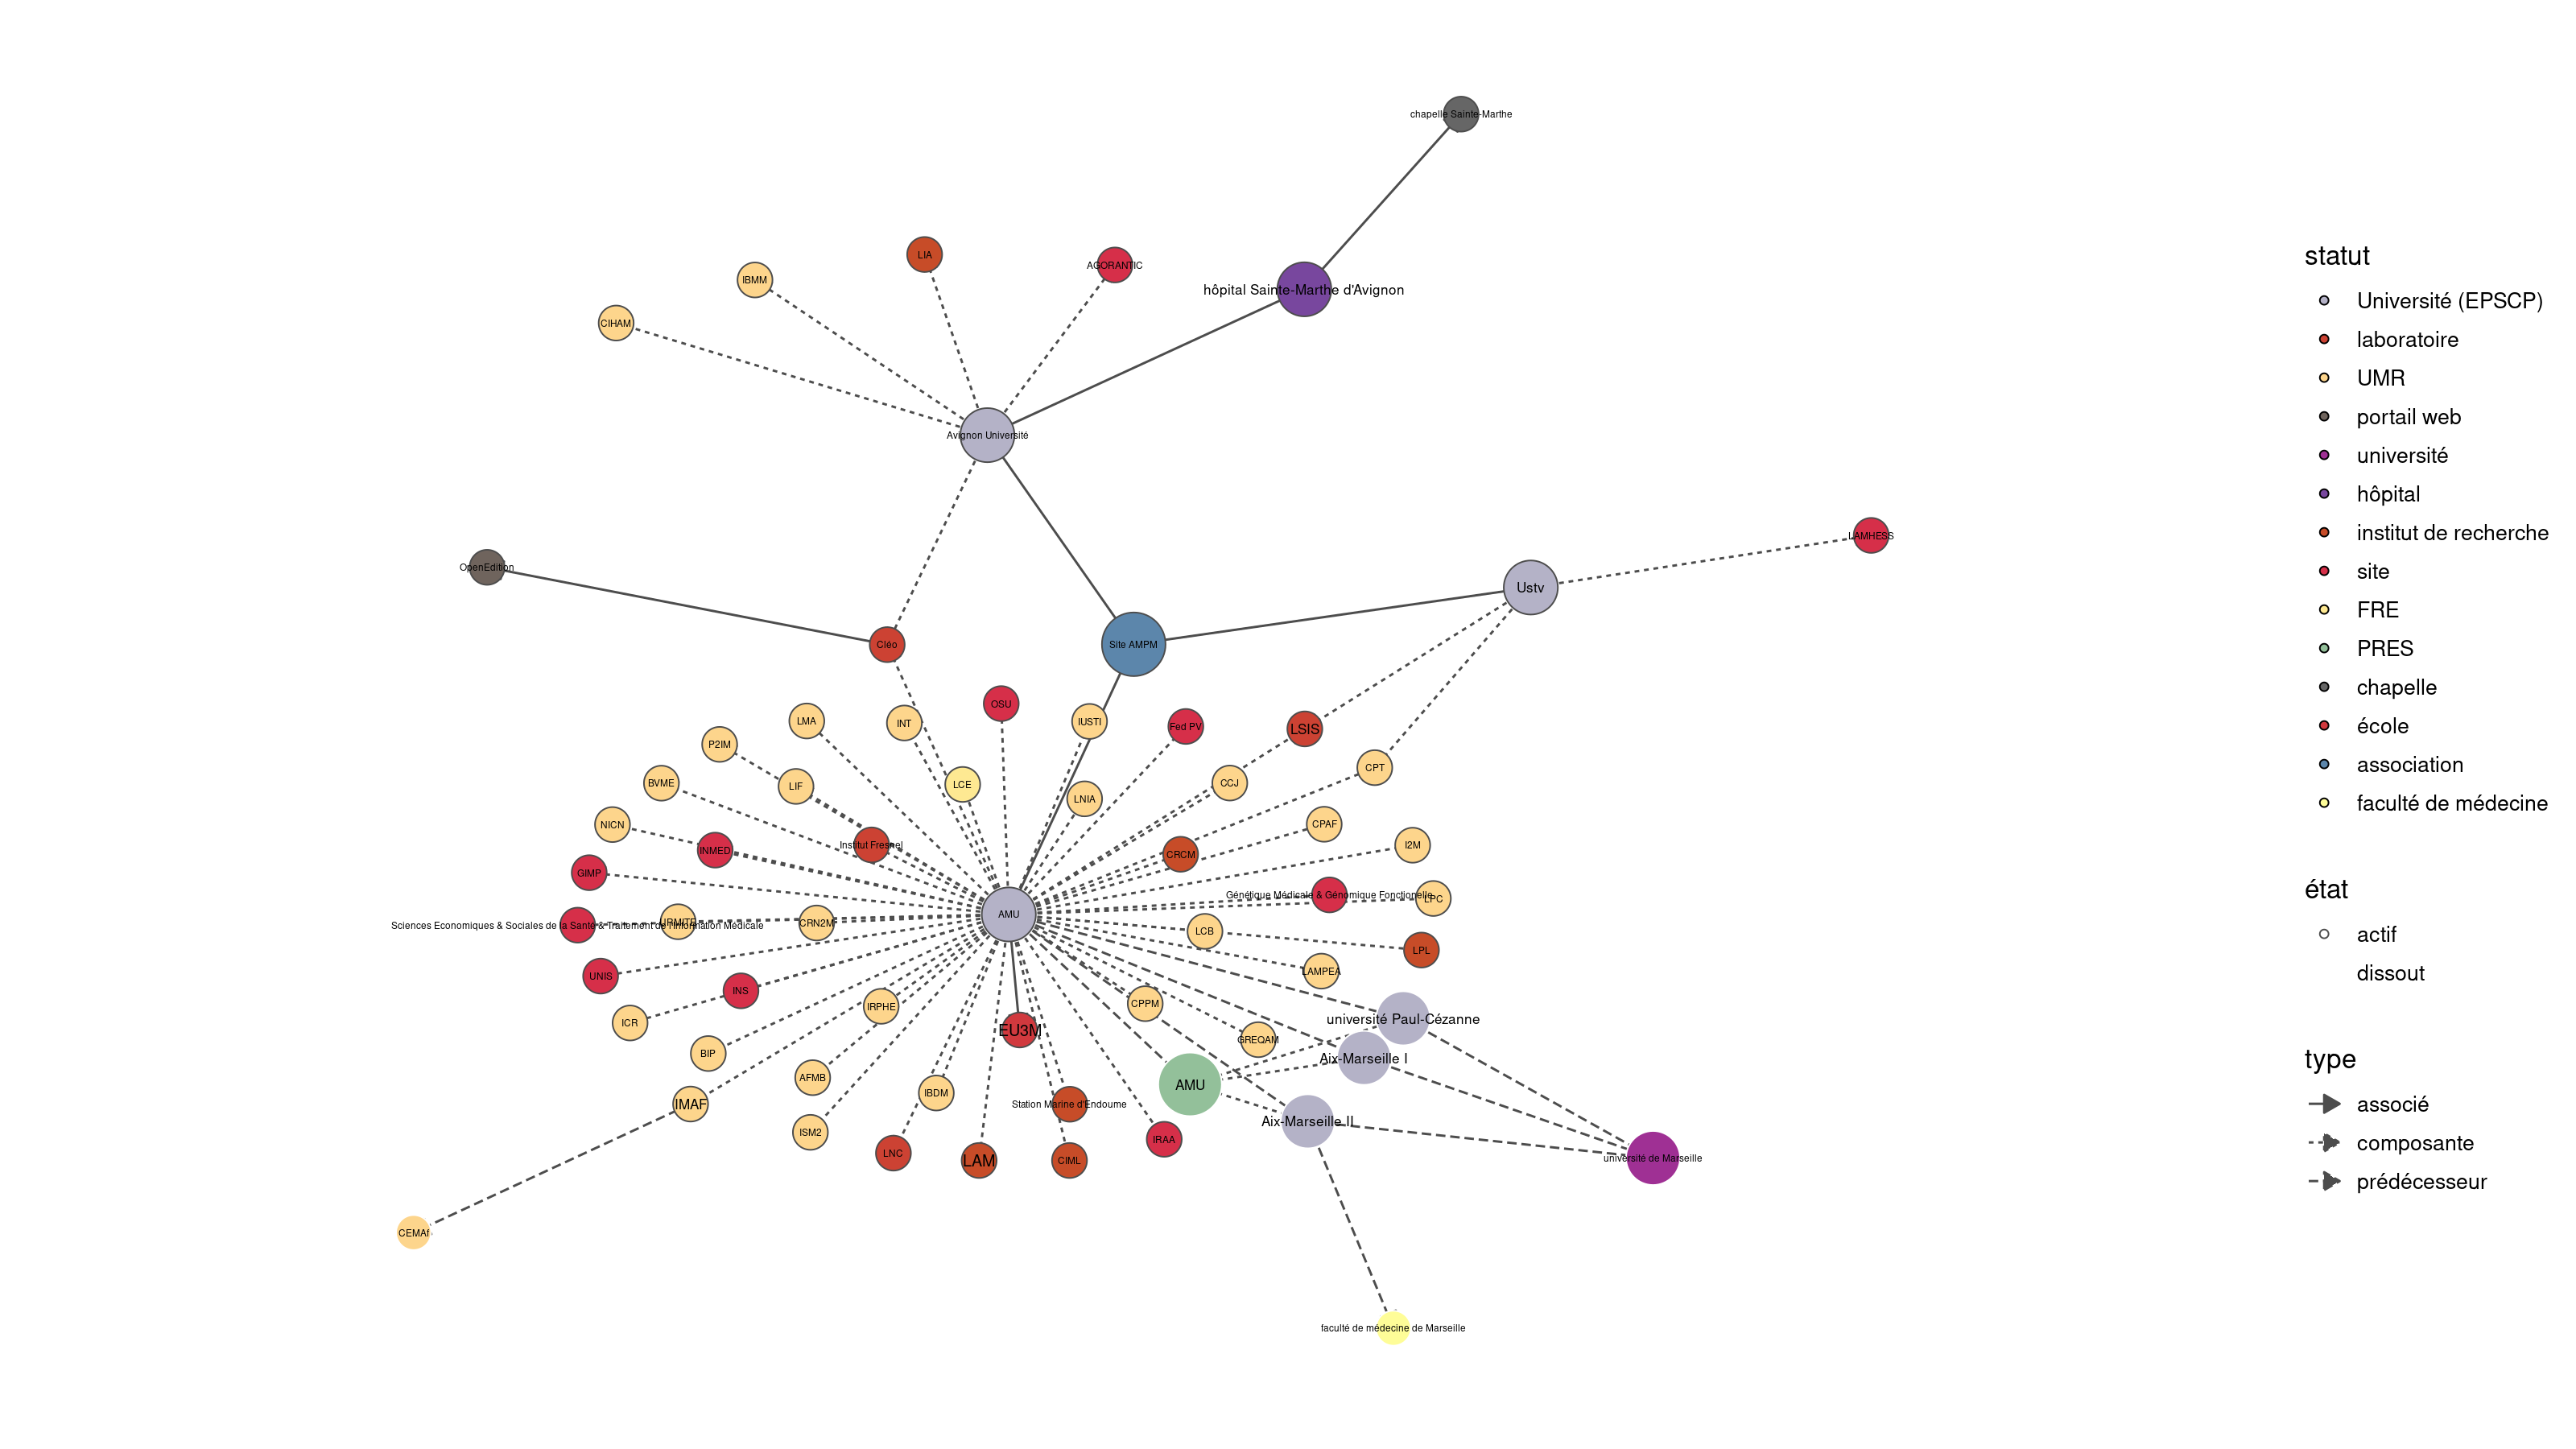 chapelle Sainte-Marthe
LIA
AGORANTIC
IBMM
hôpital Sainte-Marthe d'Avignon
CIHAM
Avignon Université
LAMHESS
OpenEdition
Ustv
Cléo
Site AMPM
OSU
LMA
INT
IUSTI
Fed PV
LSIS
P2IM
CPT
BVME
LIF
LCE
CCJ
LNIA
NICN
CPAF
Institut Fresnel
I2M
INMED
CRCM
GIMP
Génétique Médicale & Génomique Fonctionelle
LPC
AMU
Sciences Economiques & Sociales de la Santé & Traitement de l'Information Médicale
URMITE
CRN2M
LCB
LPL
UNIS
LAMPEA
INS
IRPHE
CPPM
ICR
université Paul-Cézanne
EU3M
GREQAM
BIP
Aix-Marseille I
AFMB
AMU
IBDM
IMAF
Station Marine d'Endoume
Aix-Marseille II
ISM2
IRAA
LNC
LAM
CIML
université de Marseille
CEMAf
faculté de médecine de Marseille
statut
Université (EPSCP)
laboratoire
UMR
portail web
université
hôpital
institut de recherche
site
FRE
PRES
chapelle
école
association
faculté de médecine
état
actif
dissout
type
associé
composante
prédécesseur